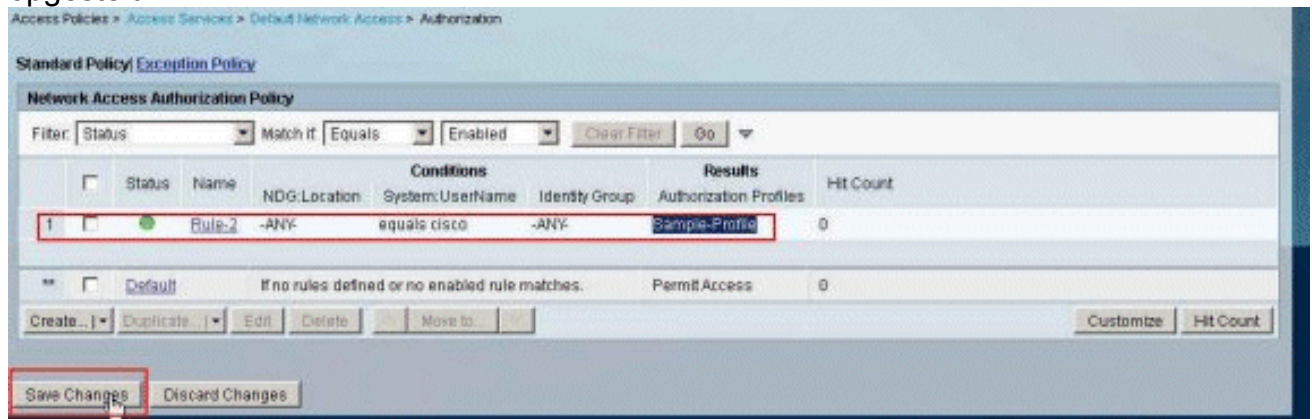 Access Policies > Access Services > Default Network Access > Authorization
Standard Policy| Exception Policy
Network Access Authorization Policy
Filter: Status Match if: Equals Enabled Clear Filter Go
Status Name Conditions Results Hit Count
NDG:Location System:UserName Identity Group Authorization Profiles
1 Rule-2 -ANY- equals cisco -ANY- Sample-Profile 0
** Default If no rules defined or no enabled rule matches. Permit Access 0
Create... Duplicate... Edit Delete Move to... Customize Hit Count
Save Changes Discard Changes